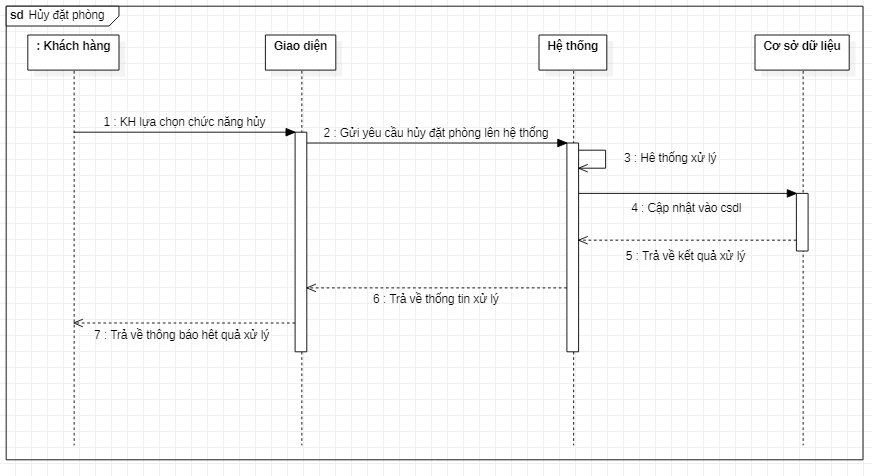 sd Hủy đặt phòng
: Khách hàng
Giao diện
Hệ thống
Cơ sở dữ liệu
1 : KH lựa chọn chức năng hủy
2 : Gửi yêu cầu hủy đặt phòng lên hệ thống
3 : Hê thống xử lý
4 : Cập nhật vào csdl
5 : Trả về kết quả xử lý
6 : Trả về thống tin xử lý
7 : Trả về thông báo hêt quả xử lý